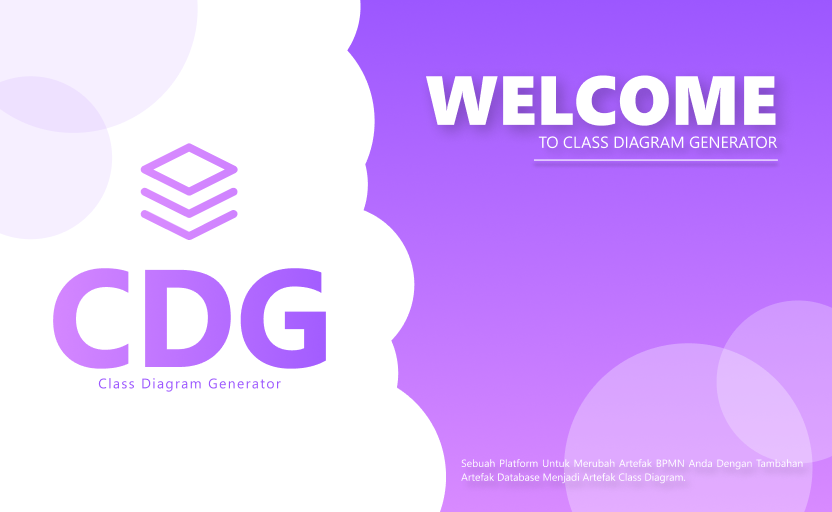 CDG
Class Diagram Generator
WELCOME
TO CLASS DIAGRAM GENERATOR
Sebuah Platform Untuk Merubah Artefak BPMN Anda Dengan Tambahan
Artefak Database Menjadi Artefak Class Diagram.